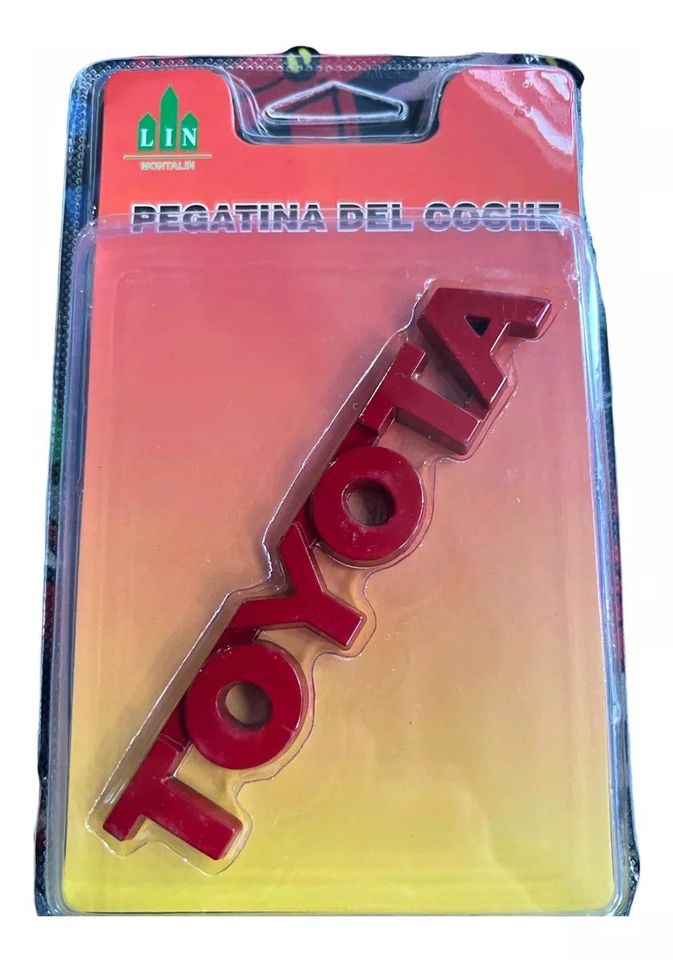 LIN
MONTALIN
PEGATINA DEL COCHE
TOYOTA